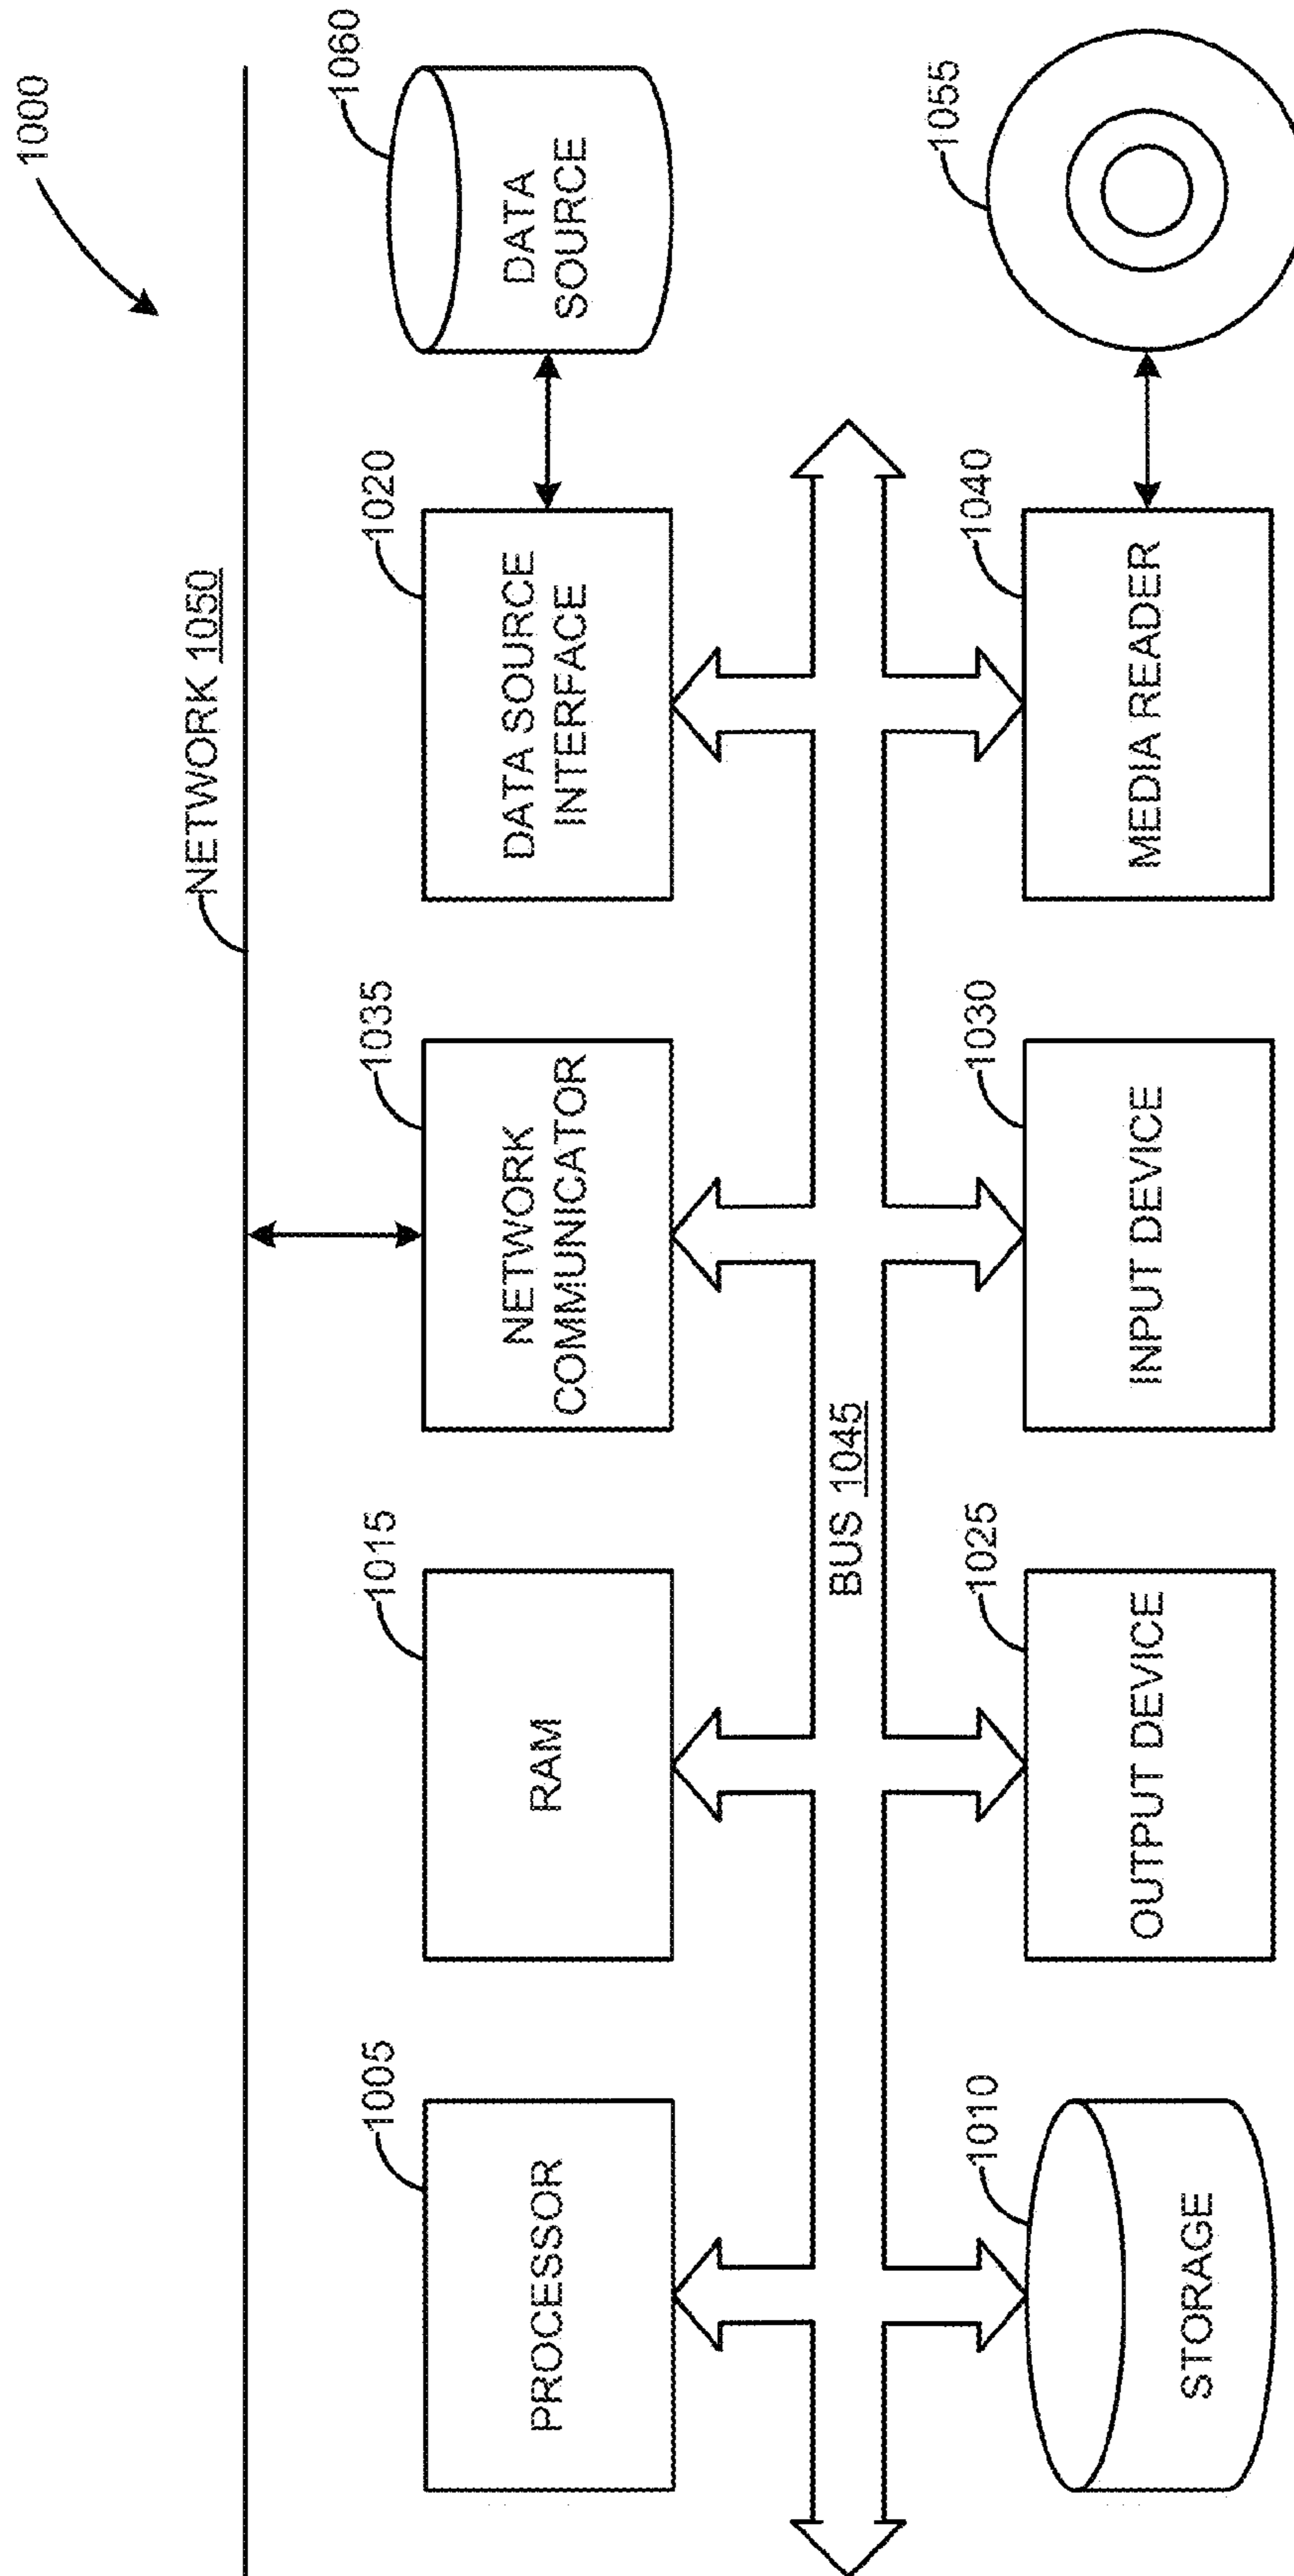 1000
NETWORK 1050
1005
PROCESSOR
1015
RAM
1035
NETWORK
COMMUNICATOR
1020
DATA SOURCE
INTERFACE
1060
DATA
SOURCE
BUS 1045
1010
STORAGE
1025
OUTPUT DEVICE
1030
INPUT DEVICE
1040
MEDIA READER
1055